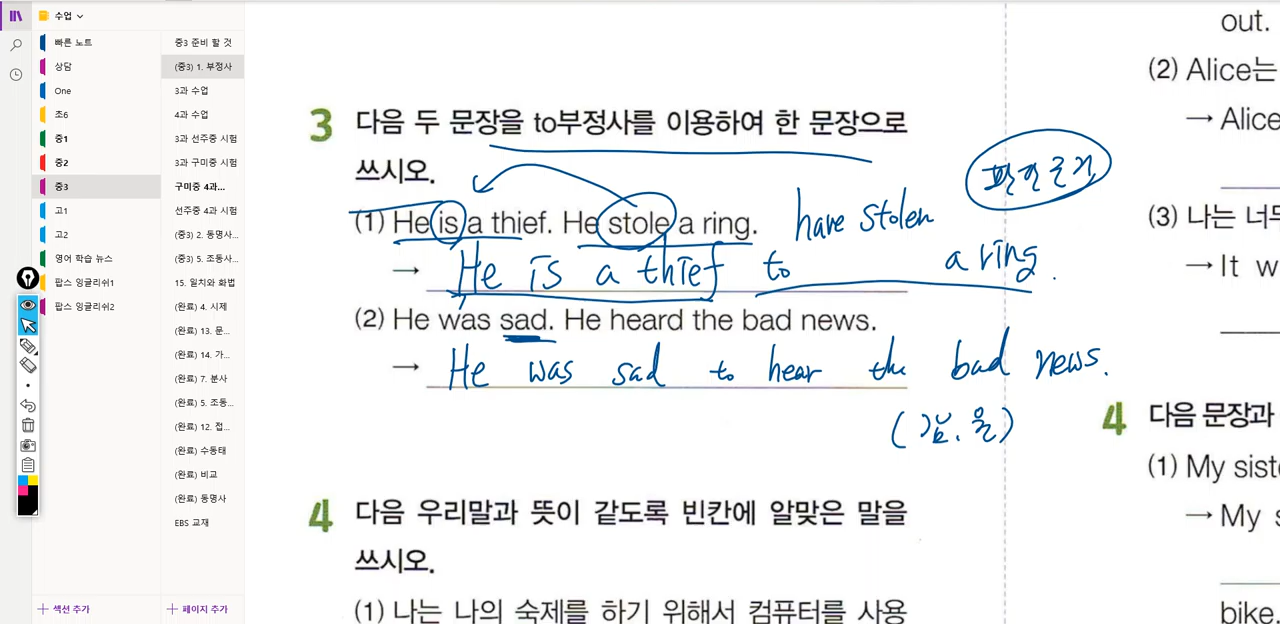 수업
빠른 노트
상담
One
초6
중1
중2
중3
고1
고2
영어 학습 뉴스
팝스 잉글리쉬1
팝스 잉글리쉬2
섹션 추가
중3 준비 할 것
(중3) 1. 부정사
3과 수업
4과 수업
3과 선주중 시험
3과 구미중 시험
구미중 4과...
선주중 4과 시험
(중3) 2. 동명사...
(중3) 5. 조동사...
15. 일치와 화법
(완료) 4. 시제
(완료) 13. 문...
(완료) 14. 가...
(완료) 7. 분사
(완료) 5. 조동...
(완료) 12. 접...
(완료) 수동태
(완료) 비교
(완료) 동명사
EBS 교재
페이지 추가
3 다음 두 문장을 to부정사를 이용하여 한 문장으로
쓰시오.
판단 근거
(1) He is a thief. He stole a ring.
have stolen
→ He is a thief to a ring.
(2) He was sad. He heard the bad news.
→ He was sad to hear the bad news.
(감.원)
4 다음 우리말과 뜻이 같도록 빈칸에 알맞은 말을
쓰시오.
(1) 나는 나의 숙제를 하기 위해서 컴퓨터를 사용
out.
(2) Alice는
→ Alice
(3) 나는 너무
→ It w
4 다음 문장과
(1) My siste
→ My s
bike.